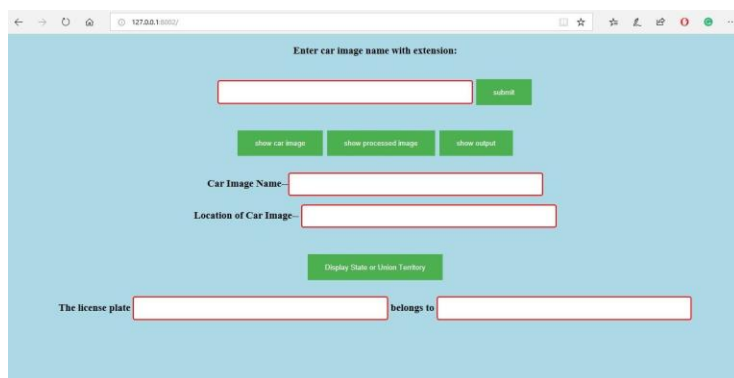 127.0.0.1:8002/
Enter car image name with extension:
submit
show car image show processed image show output
Car Image Name--
Location of Car Image--
Display State or Union Territory
The license plate belongs to